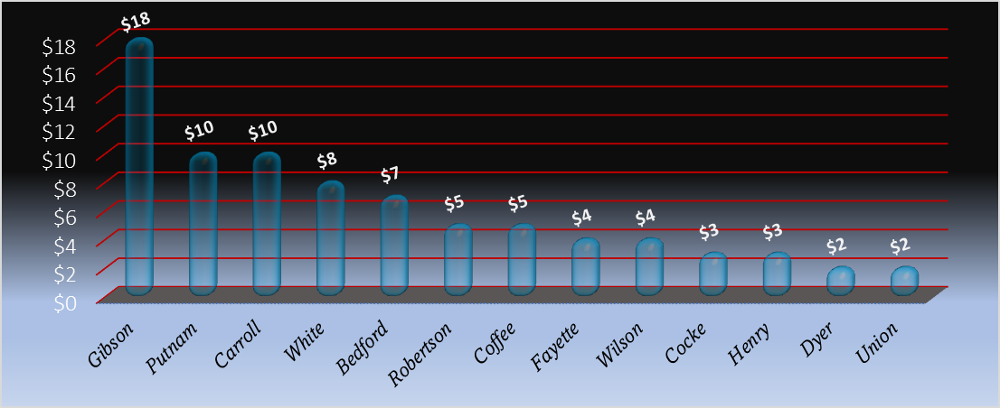 $18
$16
$14
$12
$10
$8
$6
$4
$2
$0
$18
$10
$10
$8
$7
$5
$5
$4
$4
$3
$3
$2
$2
Gibson
Putnam
Carroll
White
Bedford
Robertson
Coffee
Fayette
Wilson
Cocke
Henry
Dyer
Union